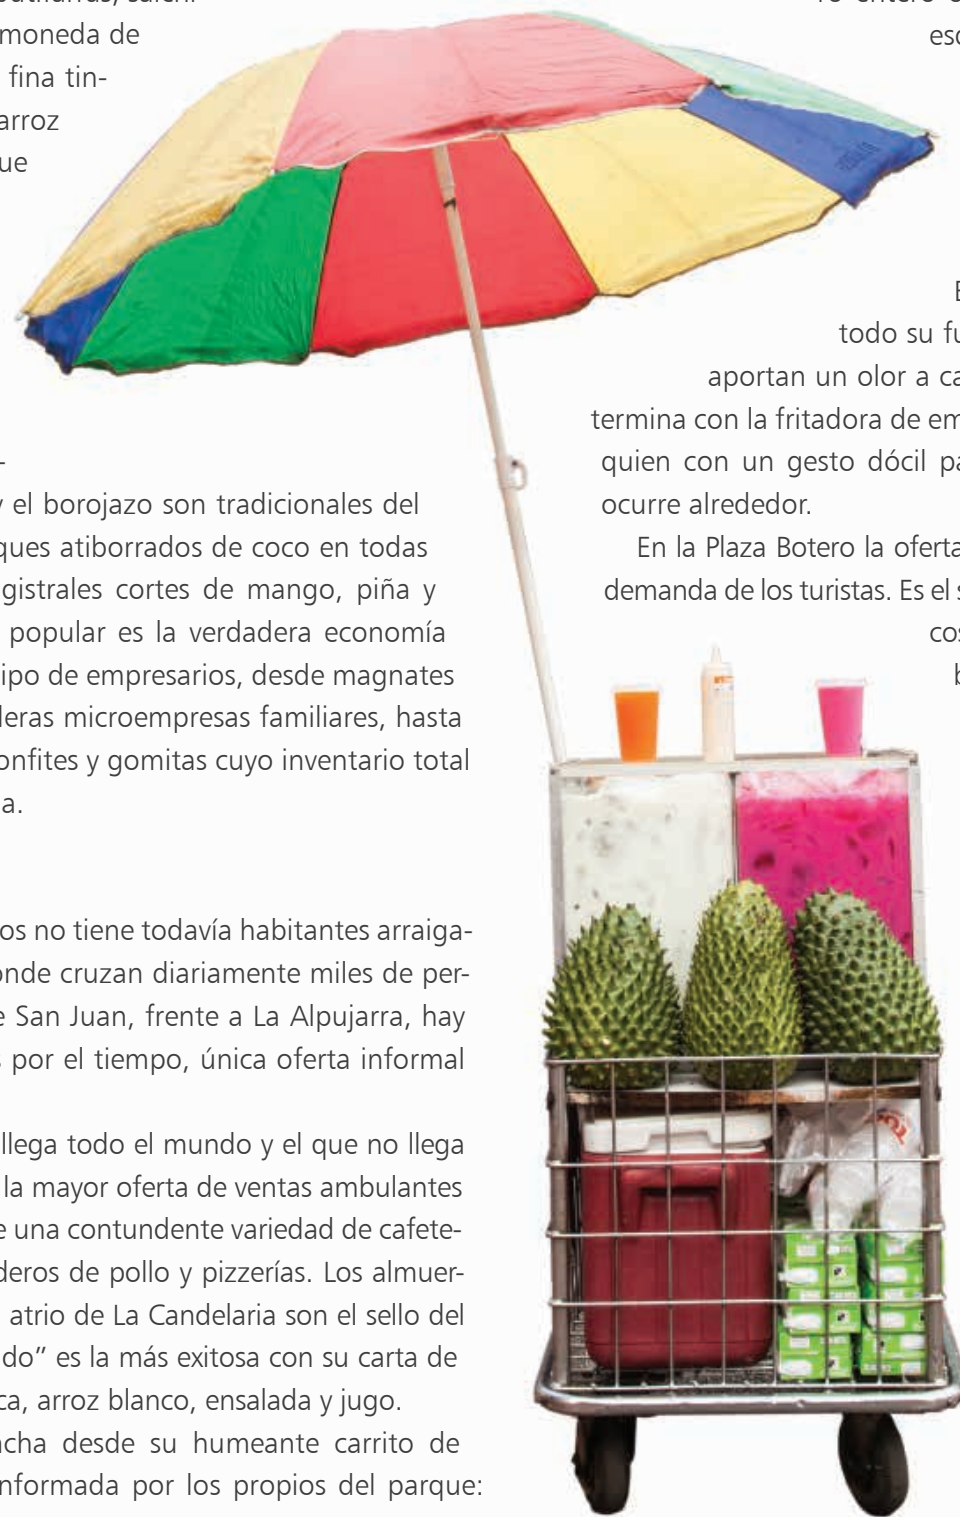 moneda de
fina tin-
arroz
ue
-
y el borojazo son tradicionales del
ques atiborrados de coco en todas
gistrales cortes de mango, piña y
popular es la verdadera economía
ipo de empresarios, desde magnates
deras microempresas familiares, hasta
onfites y gomitas cuyo inventario total
a.
os no tiene todavía habitantes arraiga-
onde cruzan diariamente miles de per-
e San Juan, frente a La Alpujarra, hay
s por el tiempo, única oferta informal
llega todo el mundo y el que no llega
la mayor oferta de ventas ambulantes
e una contundente variedad de cafete-
deros de pollo y pizzerías. Los almuer-
atrio de La Candelaria son el sello del
do” es la más exitosa con su carta de
ca, arroz blanco, ensalada y jugo.
ncha desde su humeante carrito de
nformada por los propios del parque:
esc
E
todo su fu
aportan un olor a ca
termina con la fritadora de em
quien con un gesto dócil pa
ocurre alrededor.
En la Plaza Botero la oferta
demanda de los turistas. Es el s
cos
b